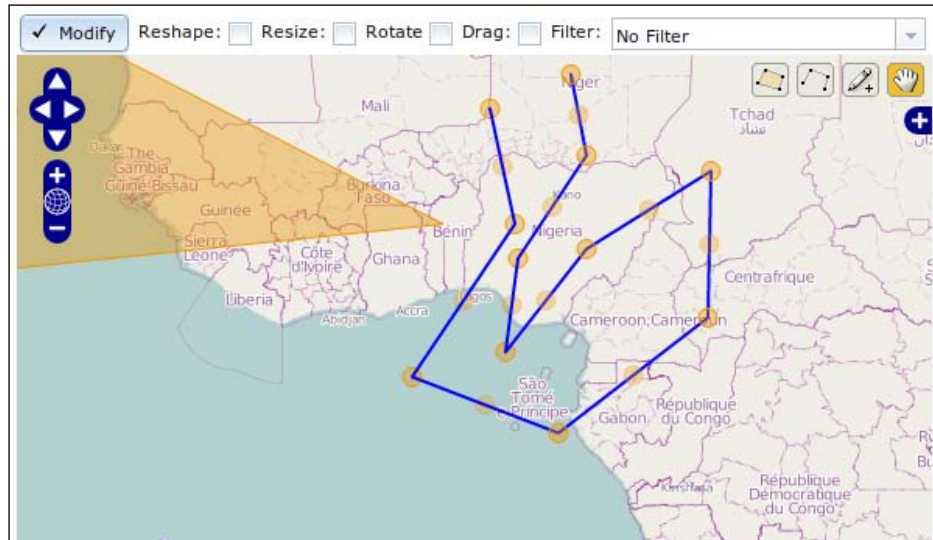 ✓ Modify Reshape: Resize: Rotate Drag: Filter: No Filter
Niger
Mali
Tchad
تشاد
Dakar
The
Gambia
Guinée-Bissau
Burkina
Faso
Kano
Guinée
Bénin
Nigeria
Sierra
Leone
Côte
d'Ivoire
Ghana
Centrafrique
Liberia
Lagos
Accra
Abidjan
Cameroon;Cameroun
São
Tomé
e Príncipe
Gabon
République
du Congo
Kinshasa
République
Démocratique
du Congo